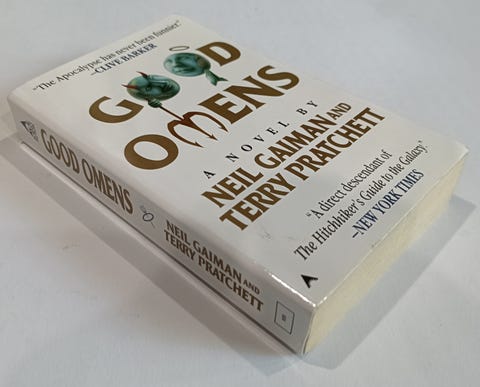 "The Apocalypse has never been funnier."
–CLIVE BARKER
GOOD
OMENS
A NOVEL BY
NEIL GAIMAN AND
TERRY PRATCHETT
"A direct descendant of
The Hitchhiker's Guide to the Galaxy."
–NEW YORK TIMES
GOOD OMENS
NEIL GAIMAN AND
TERRY PRATCHETT